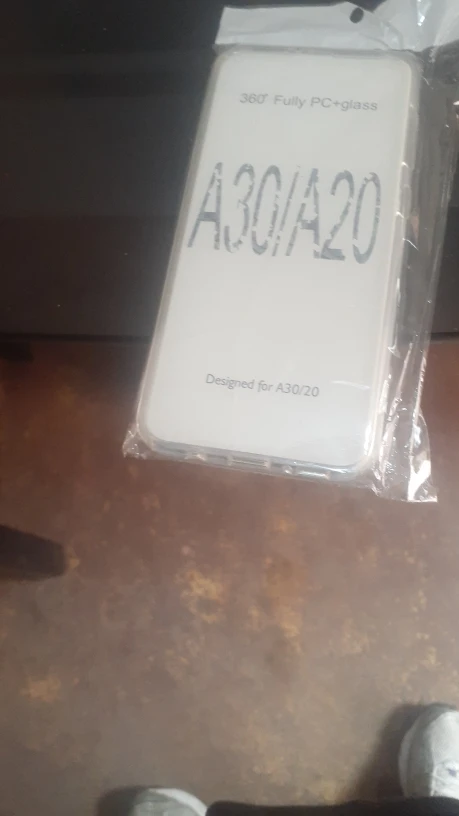 360° Fully PC+glass
A30/A20
Designed for A30/20